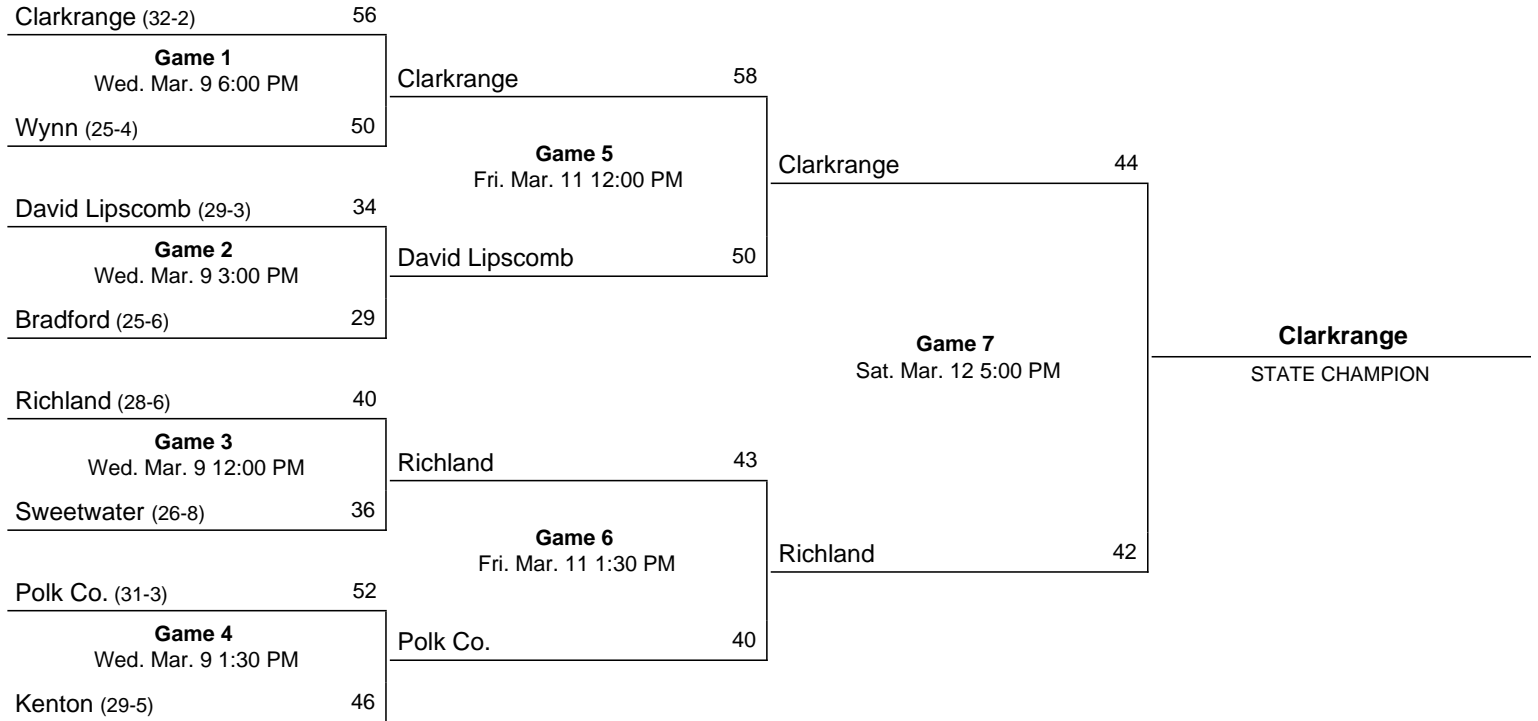 Clarkrange (32-2) 56
Game 1
Wed. Mar. 9 6:00 PM
Wynn (25-4) 50
David Lipscomb (29-3) 34
Game 2
Wed. Mar. 9 3:00 PM
Bradford (25-6) 29
Richland (28-6) 40
Game 3
Wed. Mar. 9 12:00 PM
Sweetwater (26-8) 36
Polk Co. (31-3) 52
Game 4
Wed. Mar. 9 1:30 PM
Kenton (29-5) 46
Clarkrange 58
Game 5
Fri. Mar. 11 12:00 PM
David Lipscomb 50
Richland 43
Game 6
Fri. Mar. 11 1:30 PM
Polk Co. 40
Clarkrange 44
Game 7
Sat. Mar. 12 5:00 PM
Richland 42
Clarkrange
STATE CHAMPION